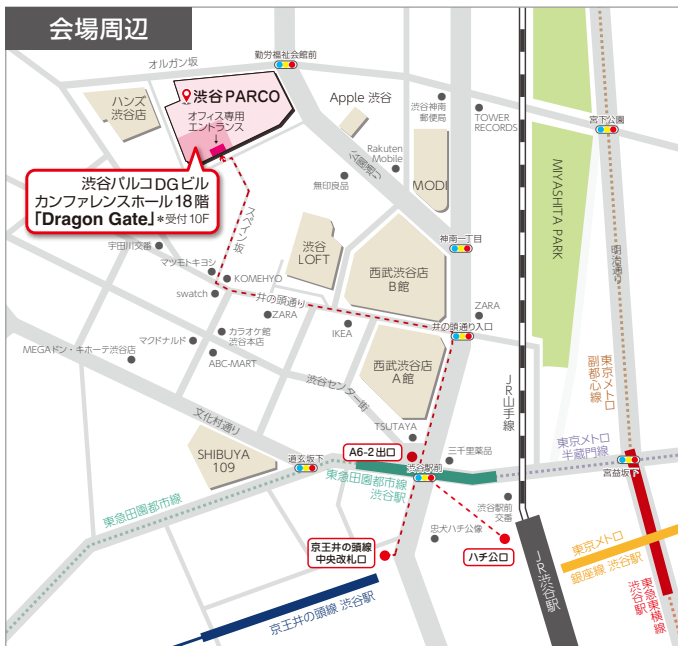 会場周辺
オルガン坂
勤労福祉会館前
ハンズ
渋谷店
渋谷PARCO
オフィス専用
エントランス
Apple 渋谷
渋谷神南
郵便局
TOWER
RECORDS
宮下公園
公園通り
Rakuten
Mobile
無印良品
MODI
MIYASHITA PARK
渋谷パルコDGビル
カンファレンスホール18階
「Dragon Gate」*受付10F
スペイン坂
宇田川交番
マツモトキヨシ
渋谷
LOFT
西武渋谷店
B館
神南一丁目
明治通り
KOMEHYO
swatch
井の頭通り
ZARA
ZARA
井の頭通り入口
IKEA
カラオケ館
渋谷本店
マクドナルド
MEGAドン・キホーテ渋谷店
ABC-MART
西武渋谷店
A館
渋谷センター街
JR山手線
東京メトロ
副都心線
文化村通り
TSUTAYA
SHIBUYA
109
道玄坂下
A6-2出口
三千里薬品
渋谷駅前
東京メトロ
半蔵門線
宮益坂下
東急田園都市線
渋谷駅
東急田園都市線
渋谷駅前
交番
忠犬ハチ公像
京王井の頭線
中央改札口
ハチ公口
JR渋谷駅
東京メトロ
銀座線 渋谷駅
東急東横線
渋谷駅
京王井の頭線 渋谷駅